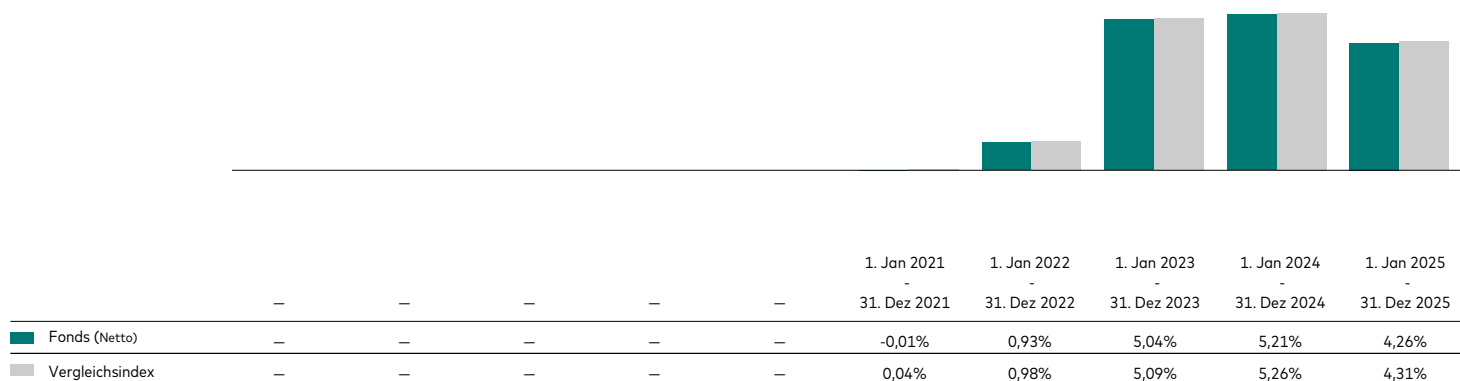 1. Jan 2021 1. Jan 2022 1. Jan 2023 1. Jan 2024 1. Jan 2025
- - - - -
— — — — — 31. Dez 2021 31. Dez 2022 31. Dez 2023 31. Dez 2024 31. Dez 2025
Fonds (Netto) — — — — — -0,01% 0,93% 5,04% 5,21% 4,26%
Vergleichsindex — — — — — 0,04% 0,98% 5,09% 5,26% 4,31%